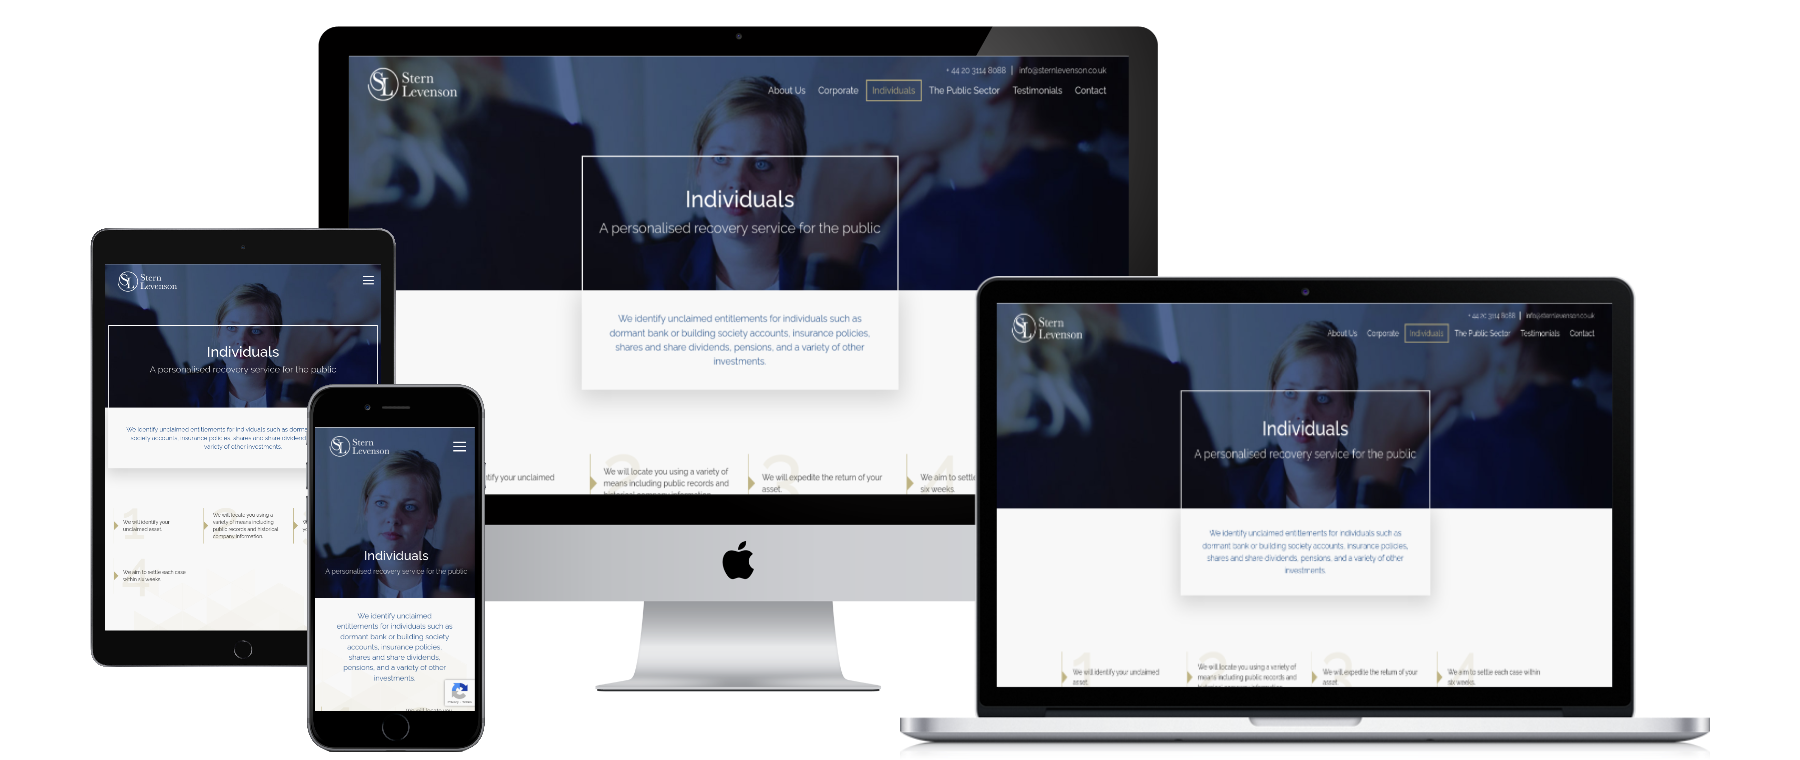 Stern
Levenson
+ 44 20 3114 8088 | info@sternlevenson.co.uk
About Us Corporate Individuals The Public Sector Testimonials Contact
Individuals
A personalised recovery service for the public
We identify unclaimed entitlements for individuals such as
dormant bank or building society accounts, insurance policies,
shares and share dividends, pensions, and a variety of other
investments.
ntify your unclaimed
2
We will locate you using a variety of
means including public records and
historical company information.
3
We will expedite the return of your
asset.
4
We aim to settle
six weeks.
Stern
Levenson
Individuals
A personalised recovery service for the public
We identify unclaimed entitlements for individuals such as dorma
society accounts, insurance policies, shares and share dividend
variety of other investments.
1
We will identify your
unclaimed asset.
2
We will locate you using a
variety of means including
public records and historical
company information.
4
We aim to settle each case
within six weeks.
Stern
Levenson
Individuals
A personalised recovery service for the public
We identify unclaimed
entitlements for individuals such as
dormant bank or building society
accounts, insurance policies,
shares and share dividends,
pensions, and a variety of other
investments.
Stern
Levenson
+ 44 20 3114 8088 | info@sternlevenson.co.uk
About Us Corporate Individuals The Public Sector Testimonials Contact
Individuals
A personalised recovery service for the public
We identify unclaimed entitlements for individuals such as
dormant bank or building society accounts, insurance policies,
shares and share dividends, pensions, and a variety of other
investments.
1
We will identify your unclaimed
asset.
2
We will locate you using a variety of
means including public records and
historical company information.
3
We will expedite the return of your
asset.
4
We aim to settle each case within
six weeks.